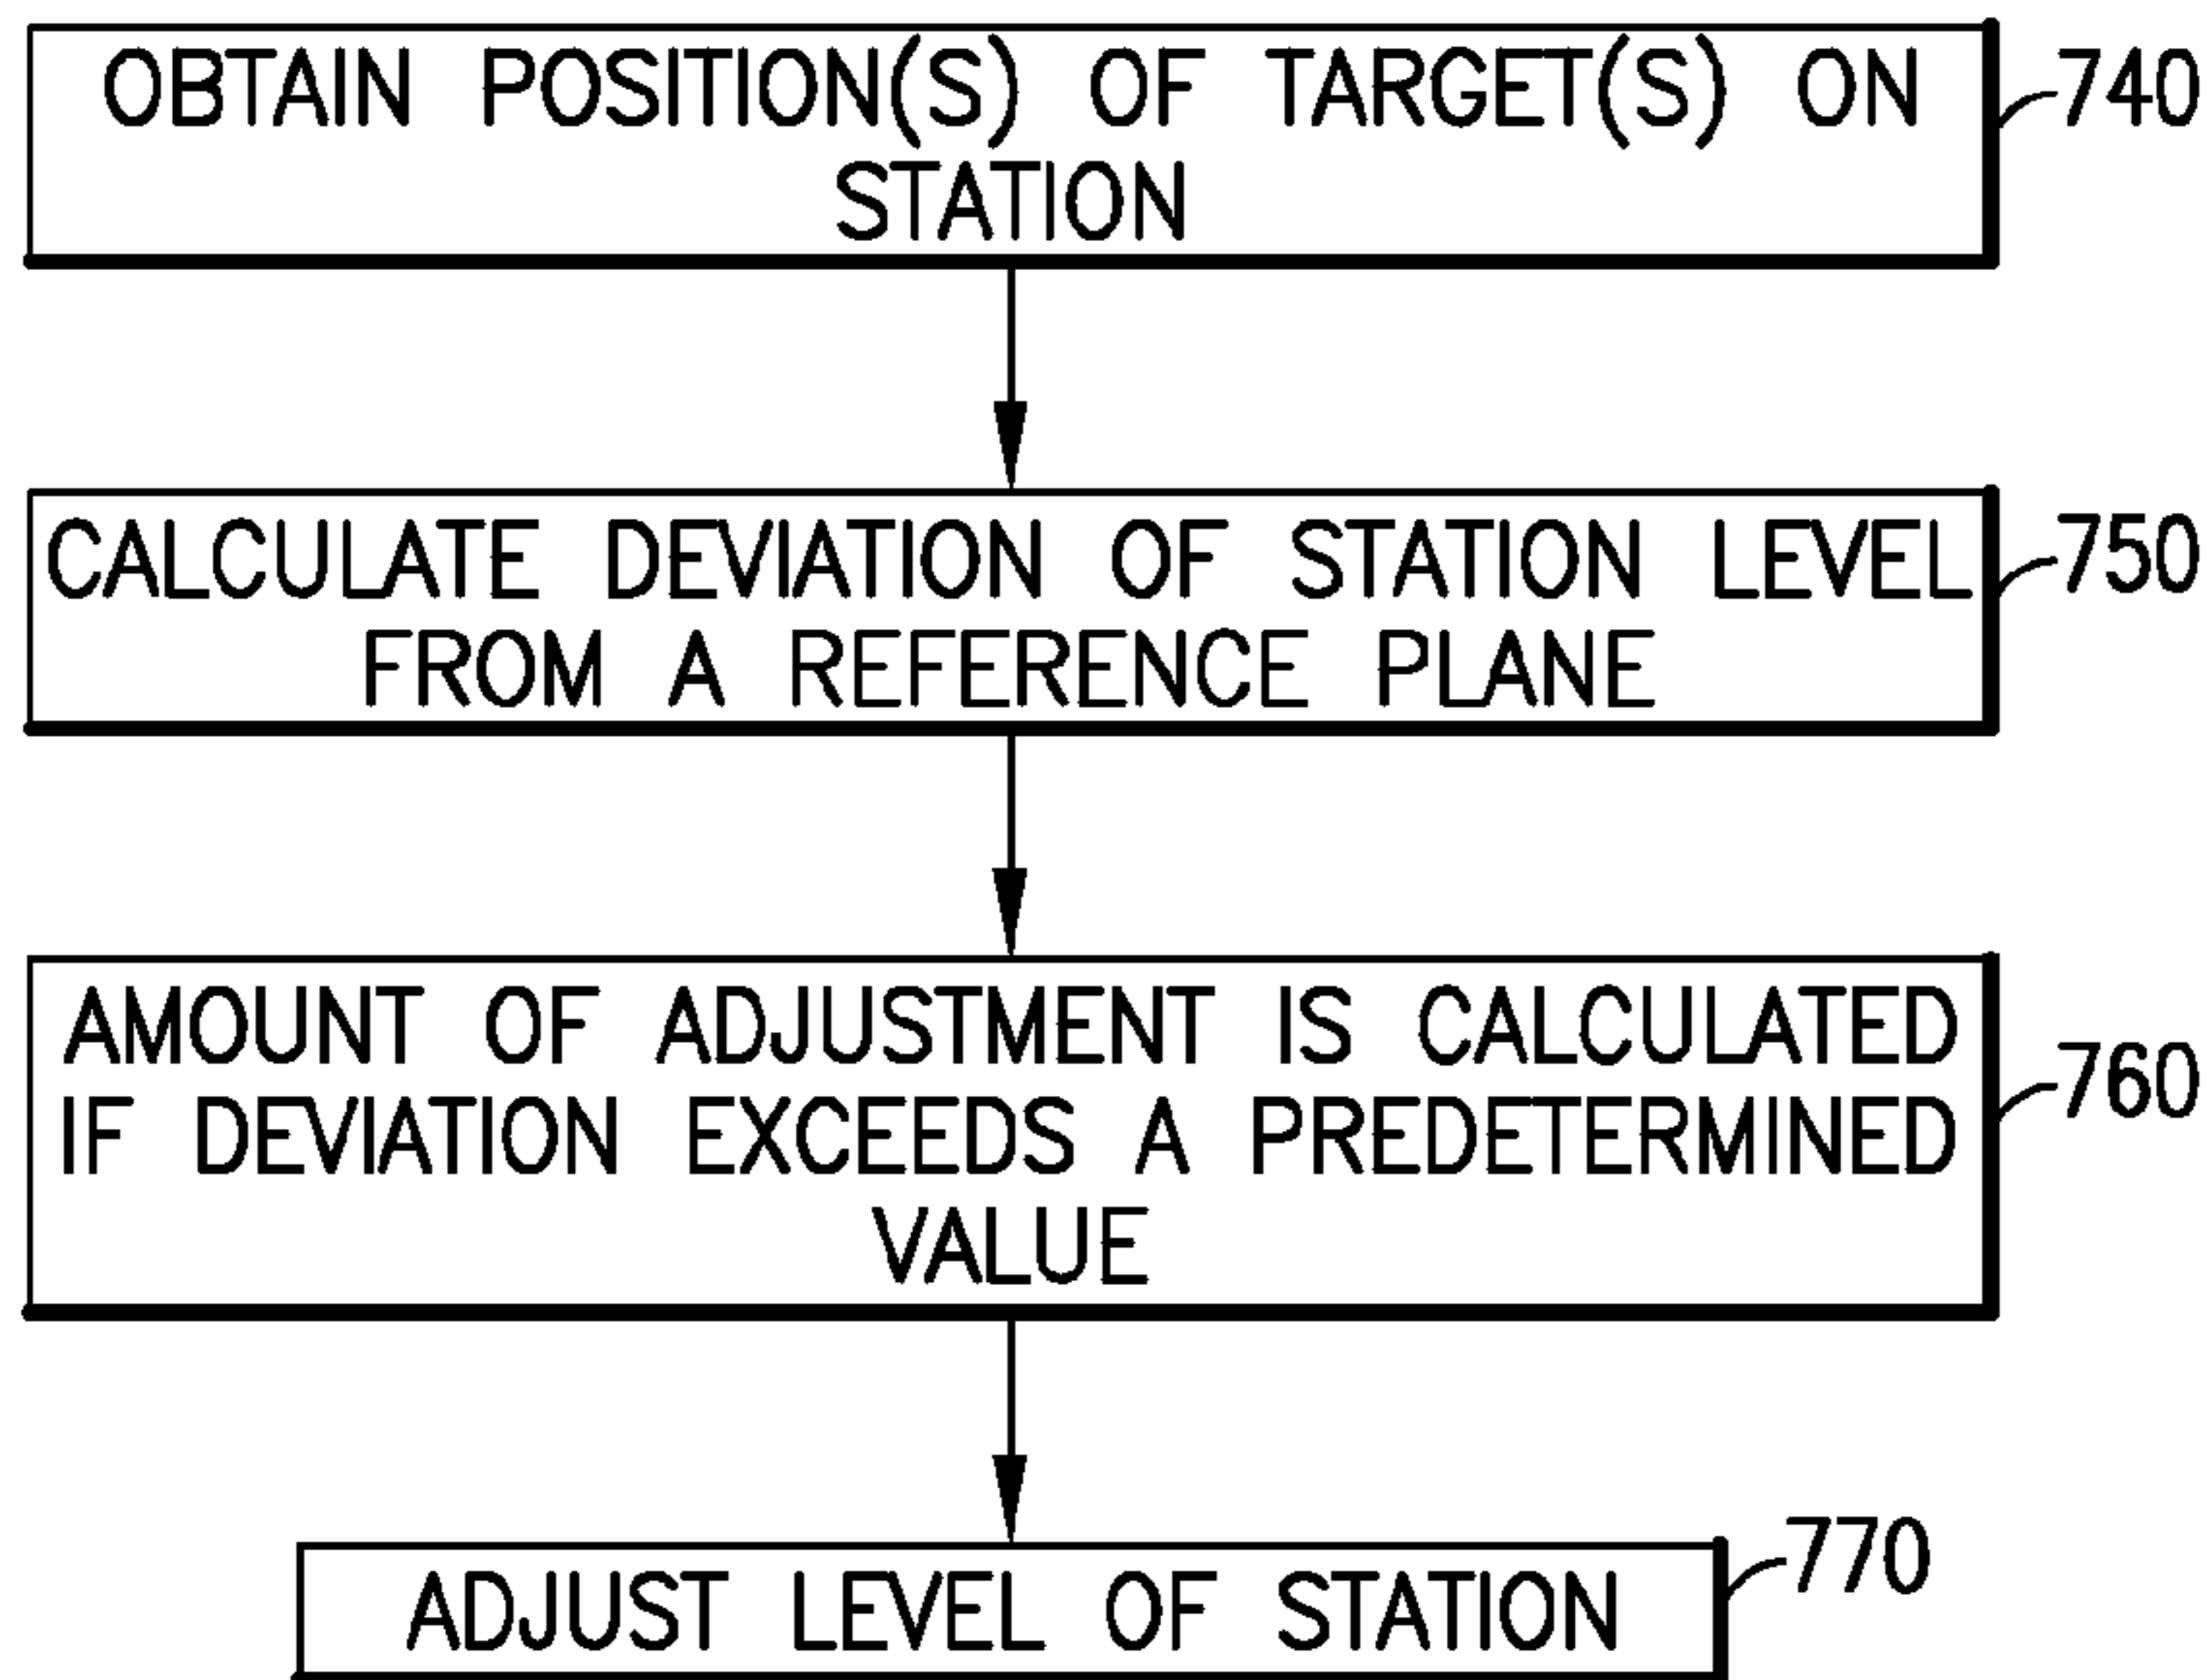 OBTAIN POSITION(S) OF TARGET(S) ON
STATION
740
CALCULATE DEVIATION OF STATION LEVEL
FROM A REFERENCE PLANE
750
AMOUNT OF ADJUSTMENT IS CALCULATED
IF DEVIATION EXCEEDS A PREDETERMINED
VALUE
760
ADJUST LEVEL OF STATION
770